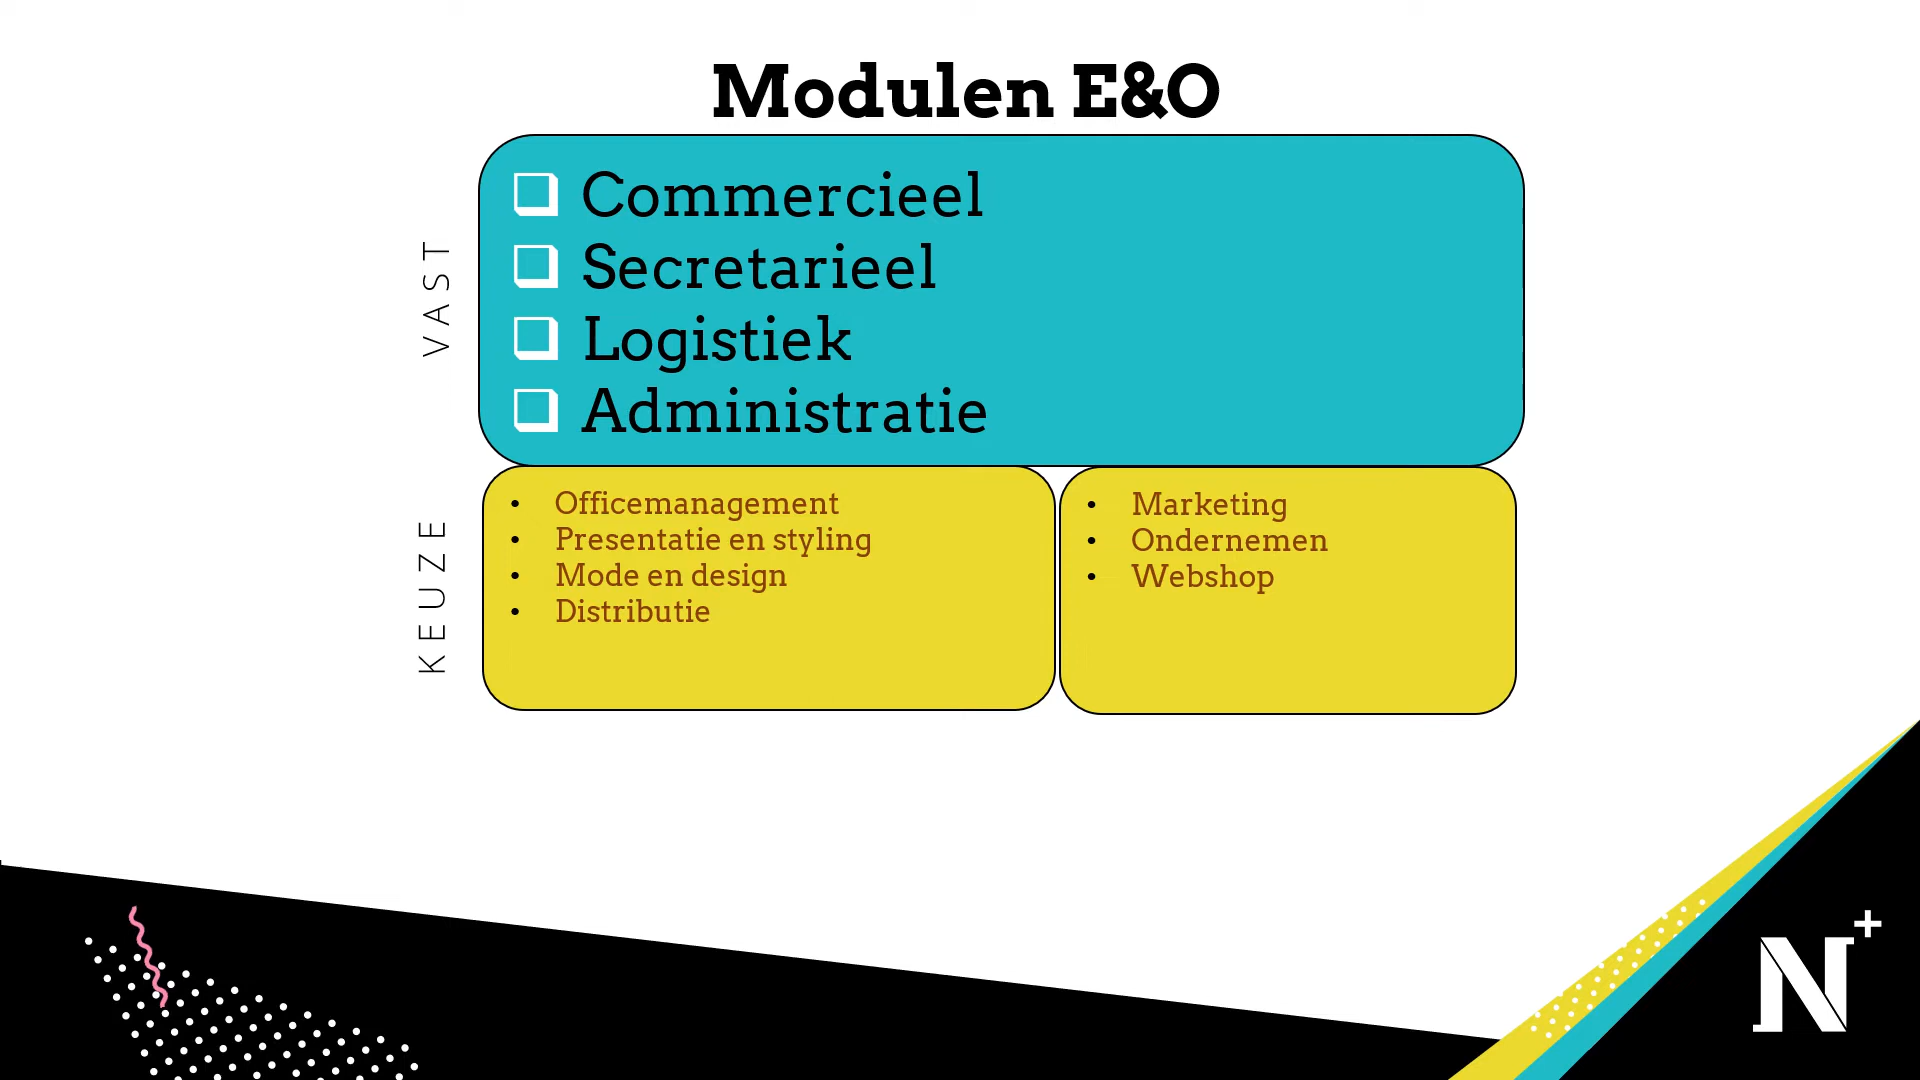 Modulen E&O
VAST
Commercieel
Secretarieel
Logistiek
Administratie
KEUZE
Officemanagement
Presentatie en styling
Mode en design
Distributie
Marketing
Ondernemen
Webshop
N+